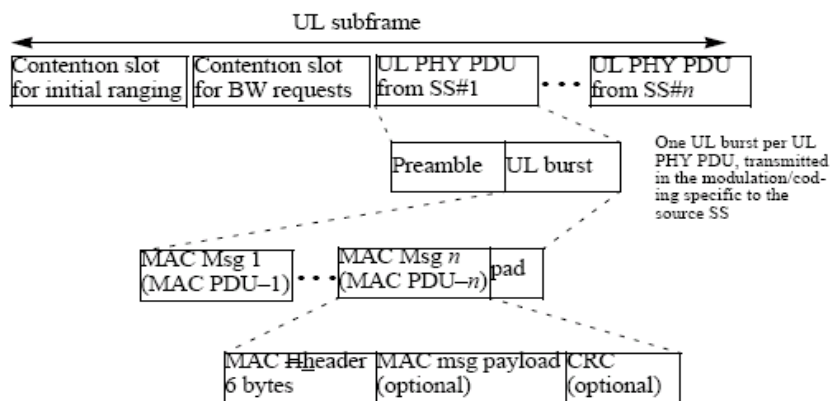 UL subframe
Contention slot
for initial ranging
Contention slot
for BW requests
UL PHY PDU
from SS#1
•••
UL PHY PDU
from SS#n
Preamble
UL burst
One UL burst per UL
PHY PDU, transmitted
in the modulation/cod-
ing specific to the
source SS
MAC Msg 1
(MAC PDU–1)
•••
MAC Msg n
(MAC PDU–n)
pad
MAC Hheader
6 bytes
MAC msg payload
(optional)
CRC
(optional)